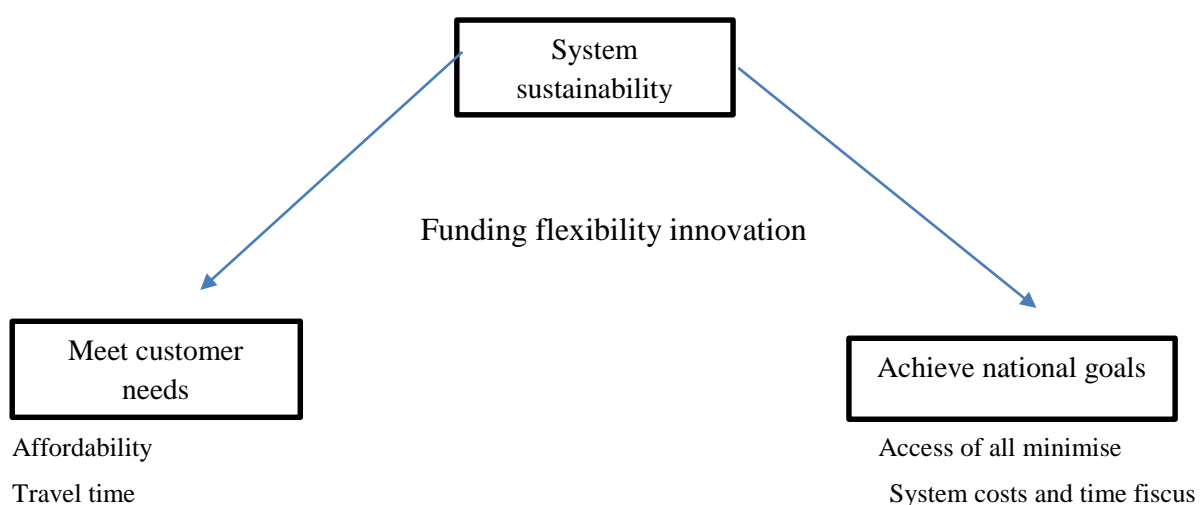 System
sustainability
Funding flexibility innovation
Meet customer
needs
Achieve national goals
Affordability
Access of all minimise
Travel time
System costs and time fiscus